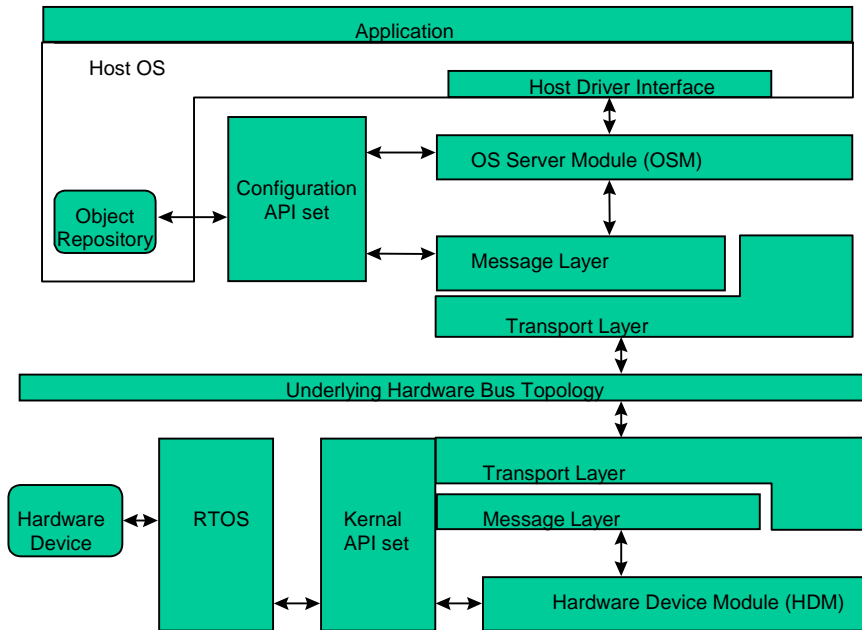 Application
Host OS
Host Driver Interface
OS Server Module (OSM)
Configuration
API set
Object
Repository
Message Layer
Transport Layer
Underlying Hardware Bus Topology
Transport Layer
Hardware
Device
RTOS
Kernal
API set
Message Layer
Hardware Device Module (HDM)